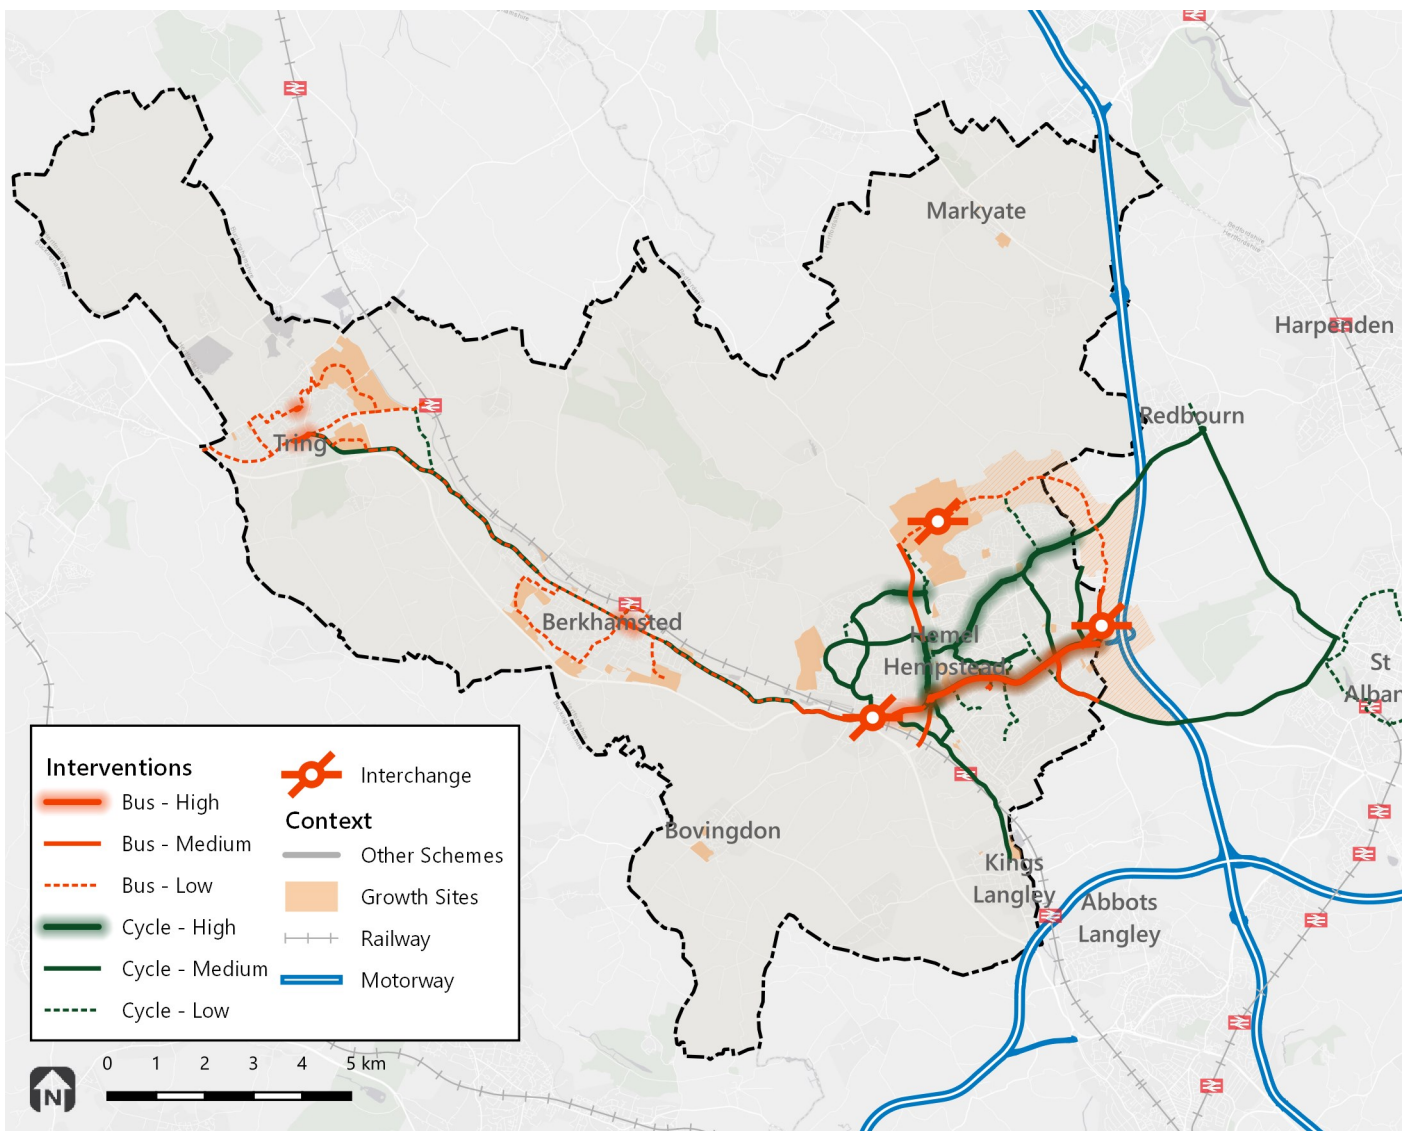 Markyate
Harpenden
Redbourn
Tring
Berkhamsted
Hemel
Hempstead
St
Alban
Bovingdon
Kings
Langley
Abbots
Langley
Interventions
Bus - High
Bus - Medium
Bus - Low
Cycle - High
Cycle - Medium
Cycle - Low
Interchange
Context
Other Schemes
Growth Sites
Railway
Motorway
N
0 1 2 3 4 5 km